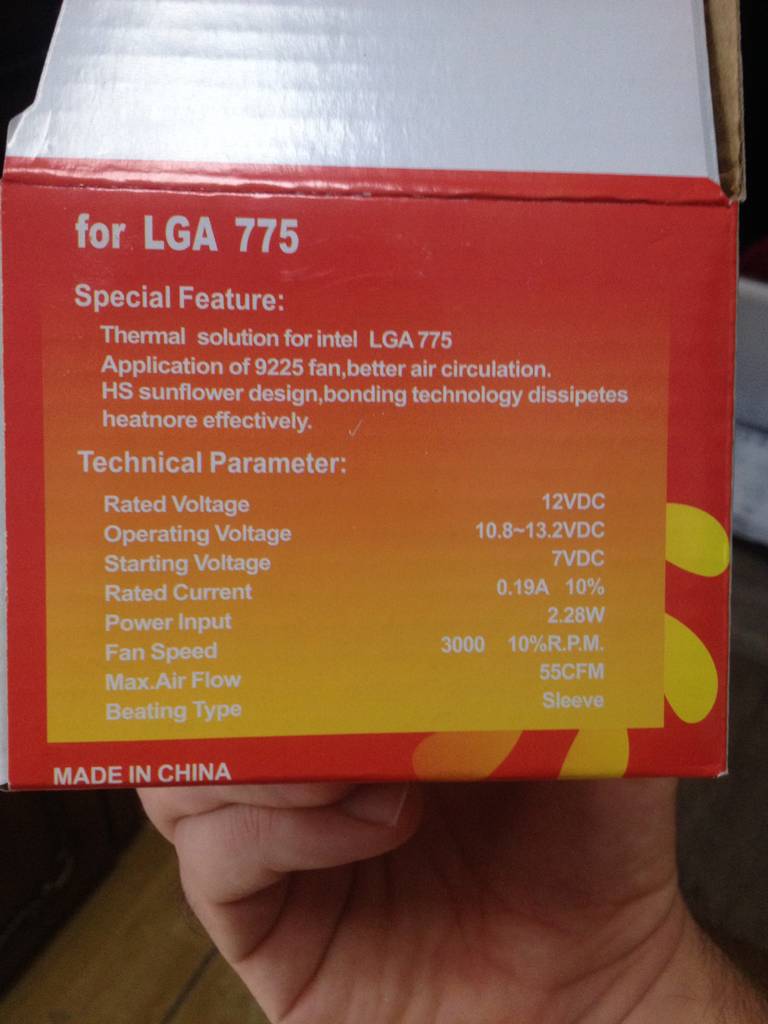 for LGA 775
Special Feature:
Thermal solution for intel LGA 775
Application of 9225 fan,better air circulation.
HS sunflower design,bonding technology dissipetes
heatnore effectively.
Technical Parameter:
Rated Voltage 12VDC
Operating Voltage 10.8~13.2VDC
Starting Voltage 7VDC
Rated Current 0.19A 10%
Power Input 2.28W
Fan Speed 3000 10%R.P.M.
Max.Air Flow 55CFM
Beating Type Sleeve
MADE IN CHINA